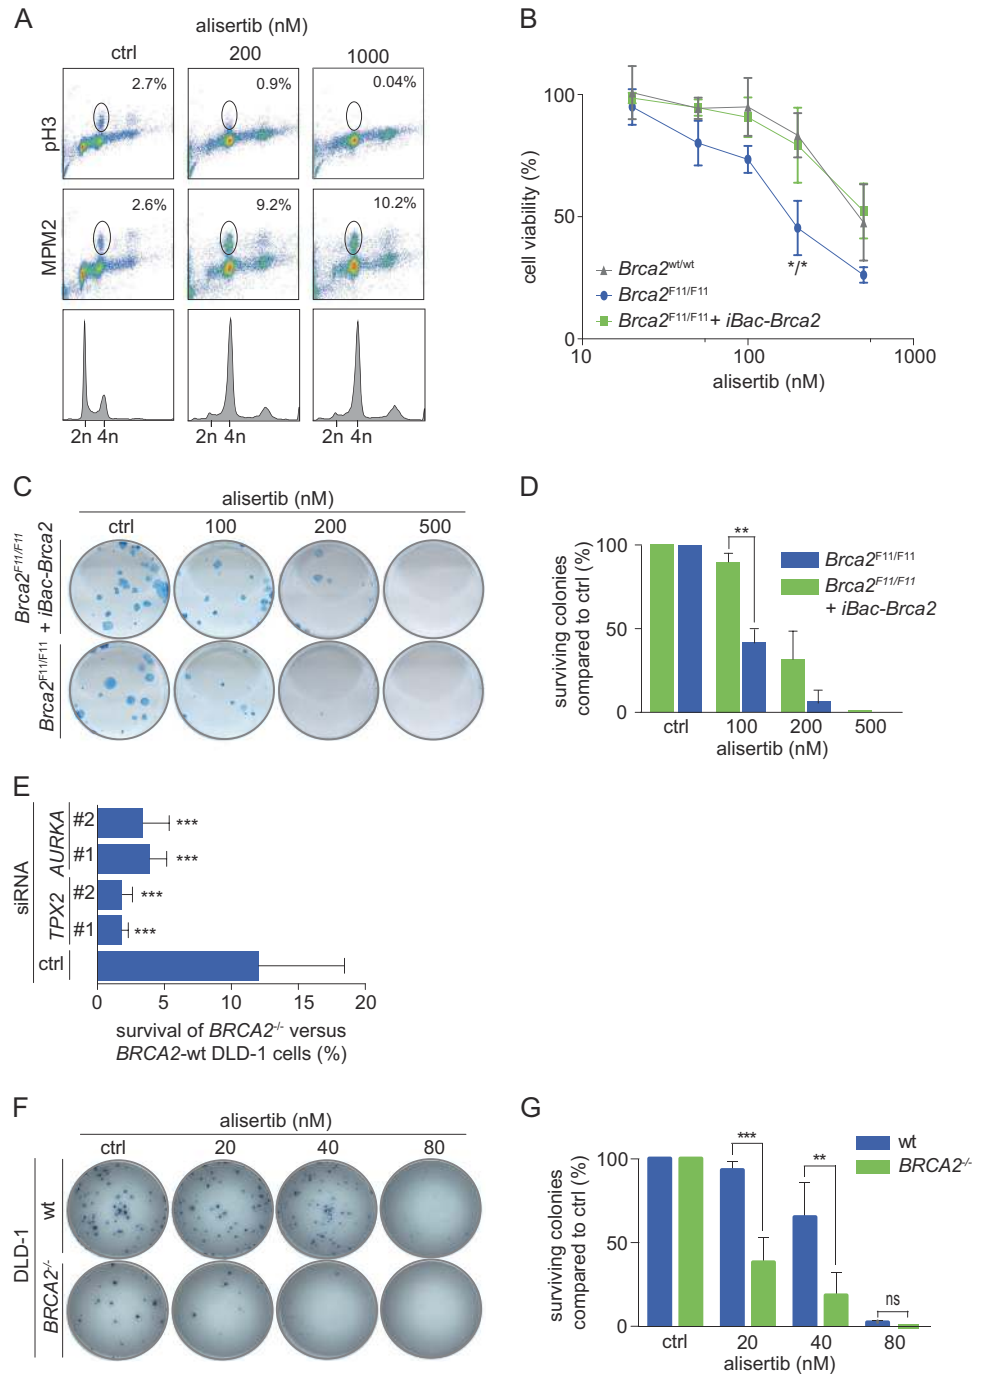 A
alisertib (nM)
ctrl 200 1000
pH3
2.7% 0.9% 0.04%
MPM2
2.6% 9.2% 10.2%
2n 4n 2n 4n 2n 4n
B
cell viability (%)
100
50
0
*/*
Brca2wt/wt
Brca2F11/F11
Brca2F11/F11 + iBac-Brca2
10 100 1000
alisertib (nM)
C
alisertib (nM)
ctrl 100 200 500
Brca2F11/F11
+ iBac-Brca2
Brca2F11/F11
D
surviving colonies
compared to ctrl (%)
100
50
0
**
Brca2F11/F11
Brca2F11/F11
+ iBac-Brca2
ctrl 100 200 500
alisertib (nM)
E
siRNA
AURKA
#2 ***
#1 ***
TPX2
#2 ***
#1 ***
ctrl
0 5 10 15 20
survival of BRCA2-/- versus
BRCA2-wt DLD-1 cells (%)
F
alisertib (nM)
ctrl 20 40 80
DLD-1
wt
BRCA2-/-
G
surviving colonies
compared to ctrl (%)
100
50
0
***
**
ns
wt
BRCA2-/-
ctrl 20 40 80
alisertib (nM)